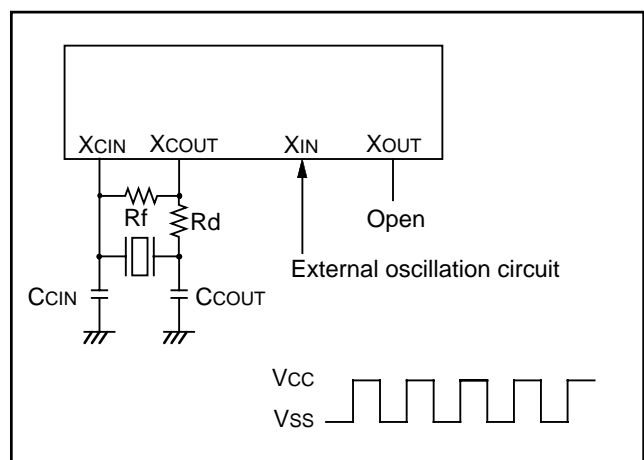 XCIN XCOUT XIN XOUT
Rf Rd
Open
External oscillation circuit
CCIN CCOUT
VCC
VSS